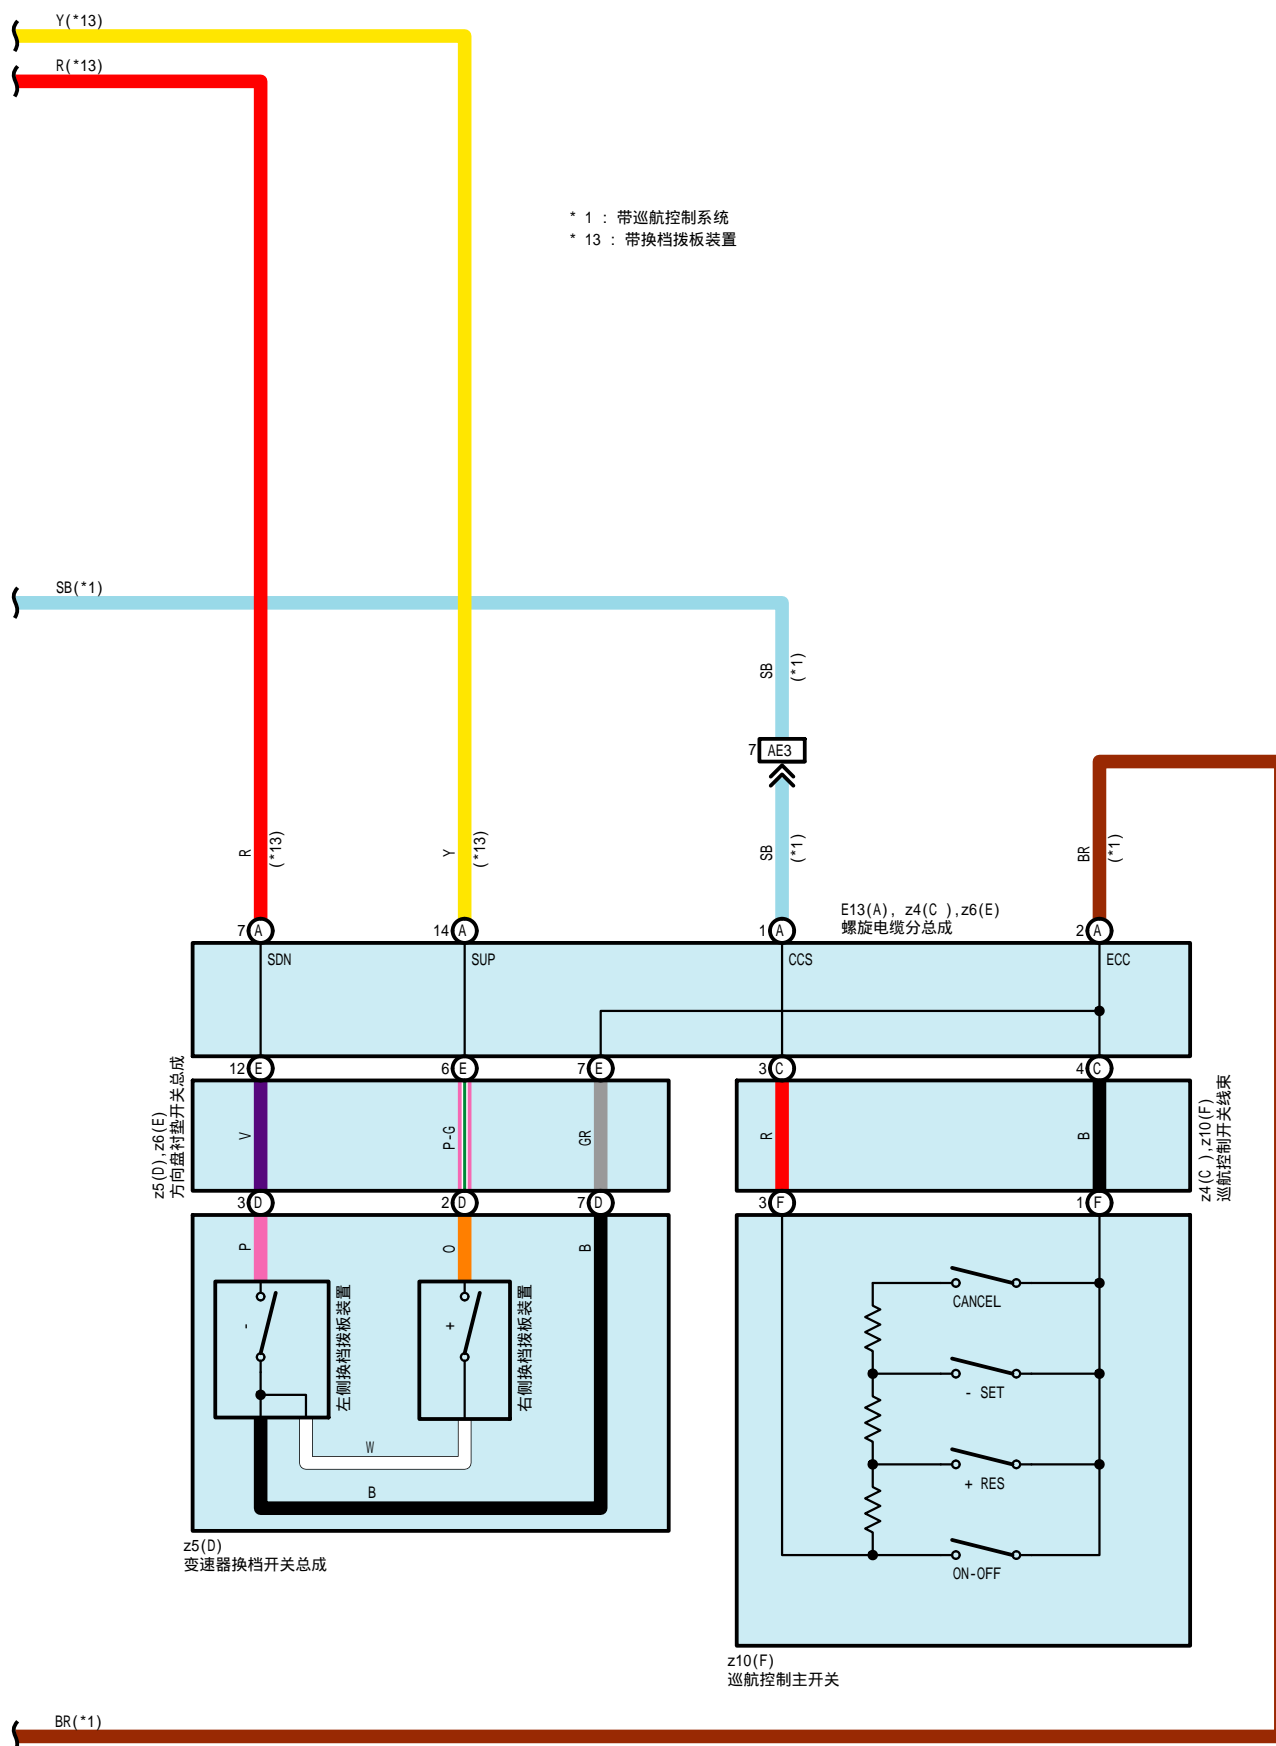 Y(*13)
R(*13)
* 1 : 带巡航控制系统
* 13 : 带换档拨板装置
SB(*1)
SB
(*1)
7
AE3
R
(*13)
Y
(*13)
SB
(*1)
BR
(*1)
E13(A), z4(C ),z6(E)
螺旋电缆分总成
7
A
14
A
1
A
2
A
SDN
SUP
CCS
ECC
12
E
6
E
7
E
3
C
4
C
z5(D),z6(E)
方向盘衬垫开关总成
V
P-G
GR
R
B
z4(C ),z10(F)
巡航控制开关线束
3
D
2
D
7
D
3
F
1
F
P
O
B
-
左侧换档拨板装置
+
右侧换档拨板装置
W
B
CANCEL
- SET
+ RES
ON-OFF
z5(D)
变速器换档开关总成
z10(F)
巡航控制主开关
BR(*1)